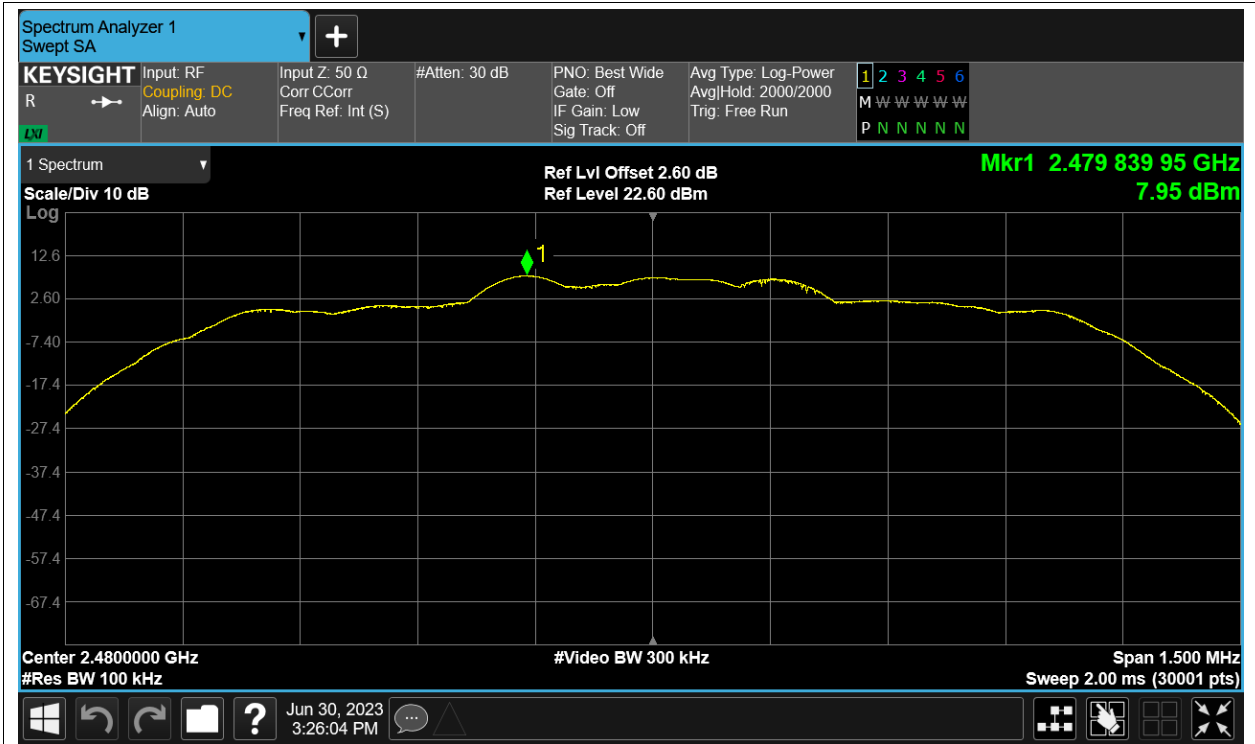 Spectrum Analyzer 1
Swept SA
KEYSIGHT
R
LXI
Input: RF
Coupling: DC
Align: Auto
Input Z: 50 Ω
Corr CCorr
Freq Ref: Int (S)
#Atten: 30 dB
PNO: Best Wide
Gate: Off
IF Gain: Low
Sig Track: Off
Avg Type: Log-Power
Avg|Hold: 2000/2000
Trig: Free Run
1 2 3 4 5 6
M W W W W W W
P N N N N N N
1 Spectrum
Scale/Div 10 dB
Log
Ref Lvl Offset 2.60 dB
Ref Level 22.60 dBm
Mkr1 2.479 839 95 GHz
7.95 dBm
1
12.6
2.60
-7.40
-17.4
-27.4
-37.4
-47.4
-57.4
-67.4
Center 2.4800000 GHz
#Res BW 100 kHz
#Video BW 300 kHz
Span 1.500 MHz
Sweep 2.00 ms (30001 pts)
?
Jun 30, 2023
3:26:04 PM